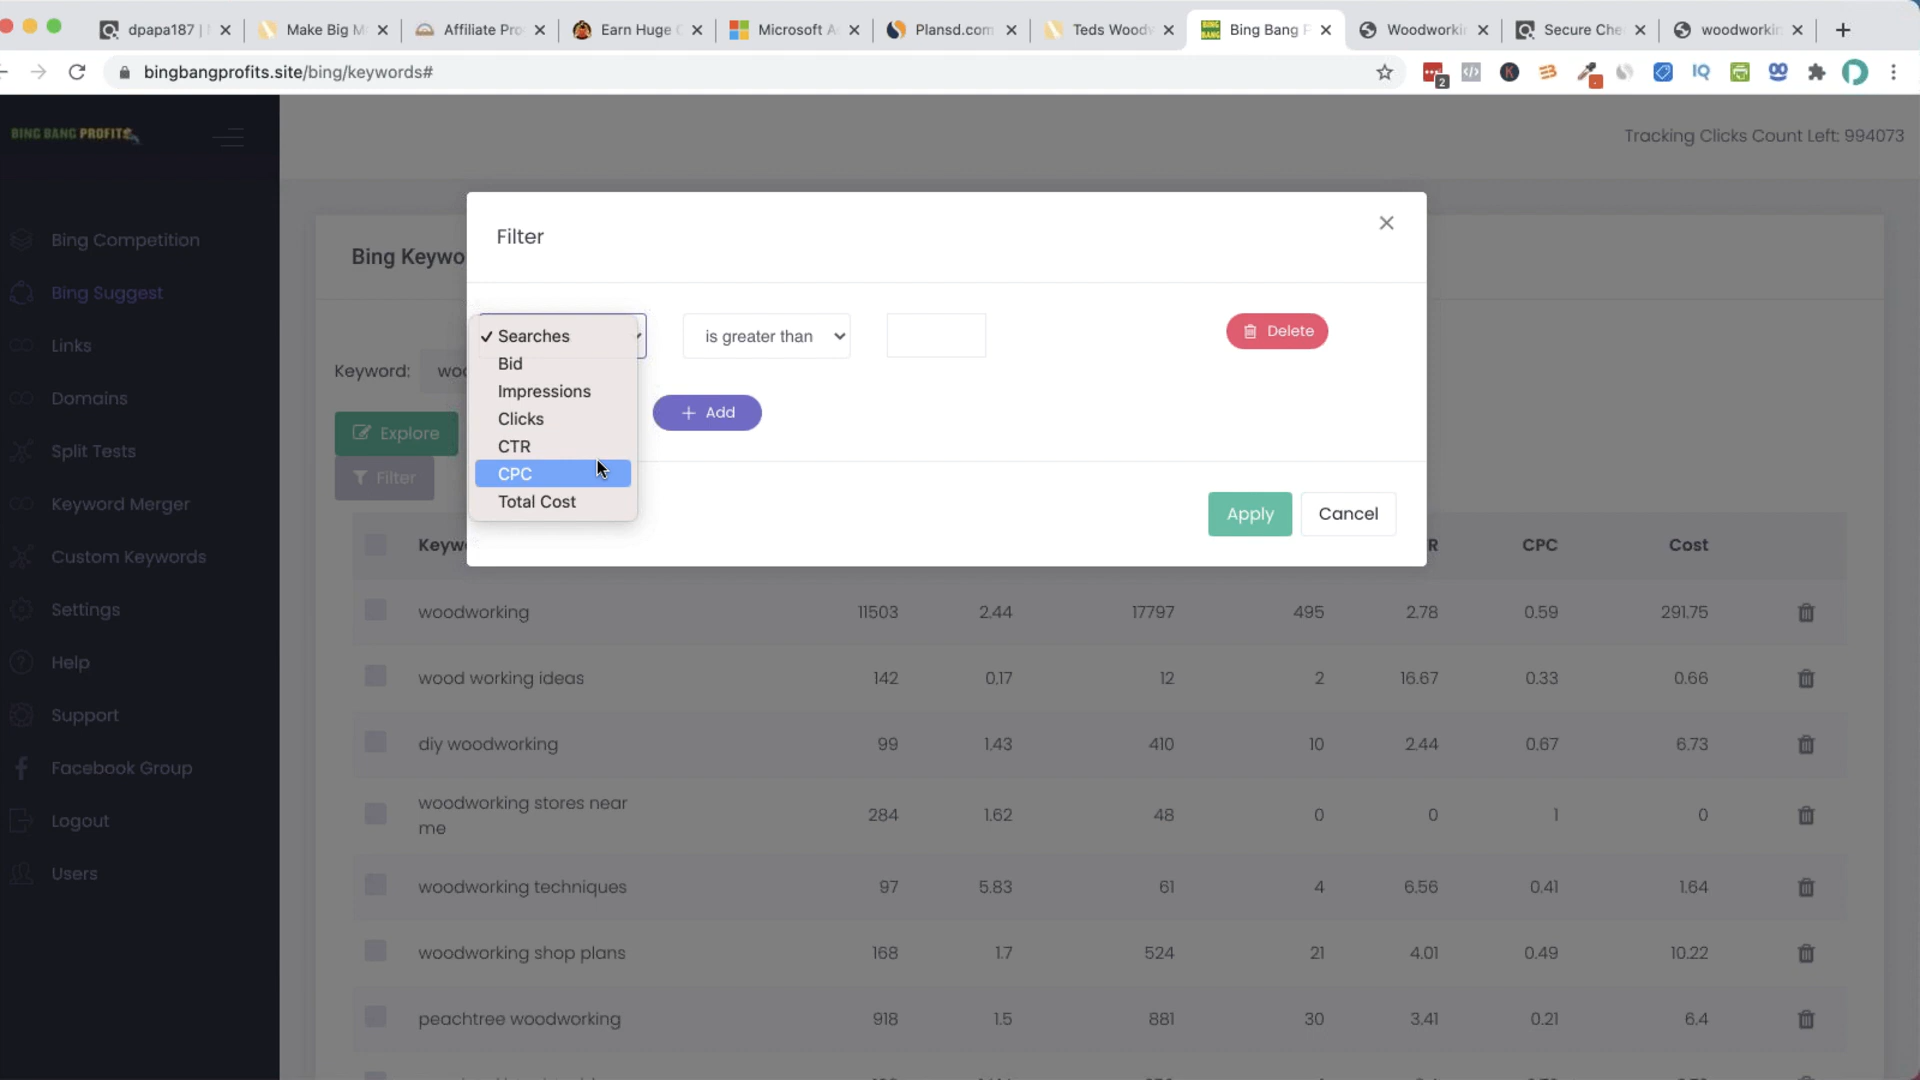 dpapa187 |
Make Big M
Affiliate Pro
Earn Huge
Microsoft A
Plansd.com
Teds Woodw
Bing Bang P
Woodworkin
Secure Che
woodworkin
bingbangprofits.site/bing/keywords#
2
IQ
BING BANG PROFITS
Tracking Clicks Count Left: 994073
Bing Competition
Bing Suggest
Links
Domains
Split Tests
Keyword Merger
Custom Keywords
Settings
Help
Support
Facebook Group
Logout
Users
Bing Keywo
Keyword: woo
Explore
Filter
Filter
Searches
Bid
Impressions
Clicks
CTR
CPC
Total Cost
is greater than
Delete
+ Add
Apply
Cancel
Keywo R CPC Cost
woodworking 11503 2.44 17797 495 2.78 0.59 291.75
wood working ideas 142 0.17 12 2 16.67 0.33 0.66
diy woodworking 99 1.43 410 10 2.44 0.67 6.73
woodworking stores near
me 284 1.62 48 0 0 1 0
woodworking techniques 97 5.83 61 4 6.56 0.41 1.64
woodworking shop plans 168 1.7 524 21 4.01 0.49 10.22
peachtree woodworking 918 1.5 881 30 3.41 0.21 6.4